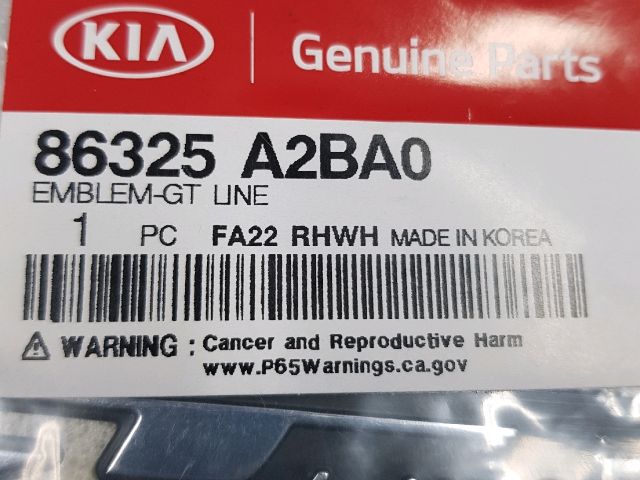 KIA Genuine Parts
86325 A2BA0
EMBLEM-GT LINE
1 PC FA22 RHWH MADE IN KOREA
WARNING : Cancer and Reproductive Harm
www.P65Warnings.ca.gov